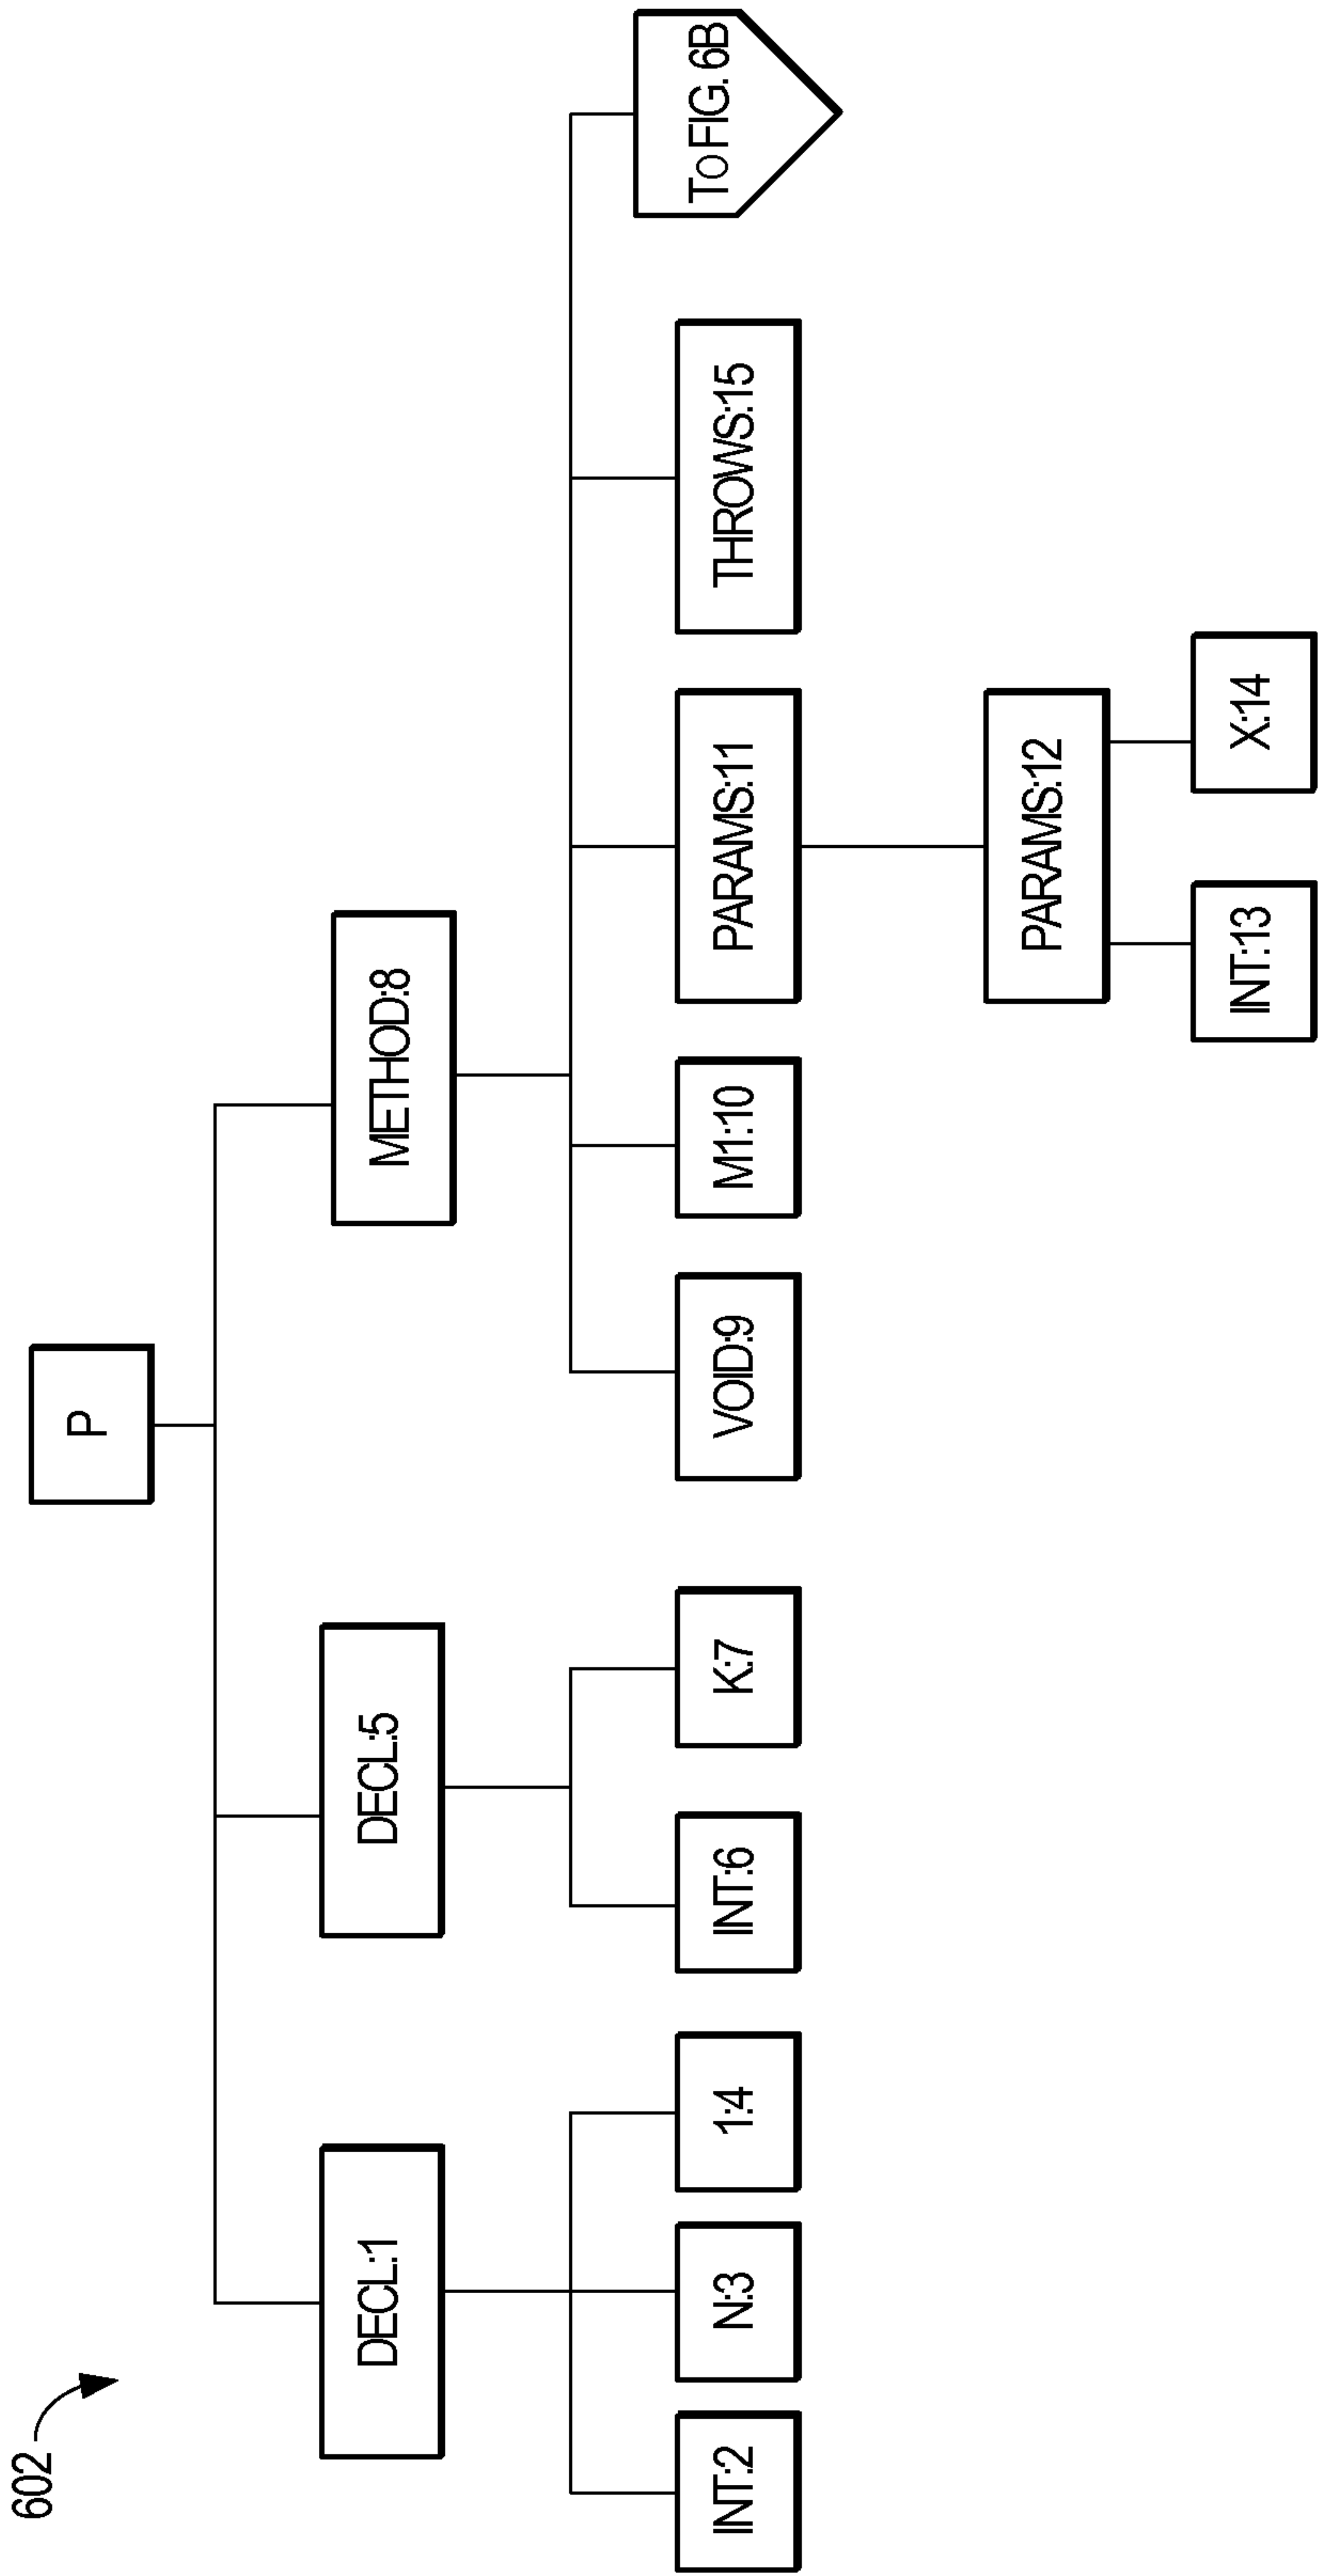 602
P
DECL:1
DECL:5
METHOD:8
INT:2
N:3
1:4
INT:6
K:7
VOID:9
M1:10
PARAMS:11
THROWS:15
TO FIG. 6B
PARAMS:12
INT:13
X:14